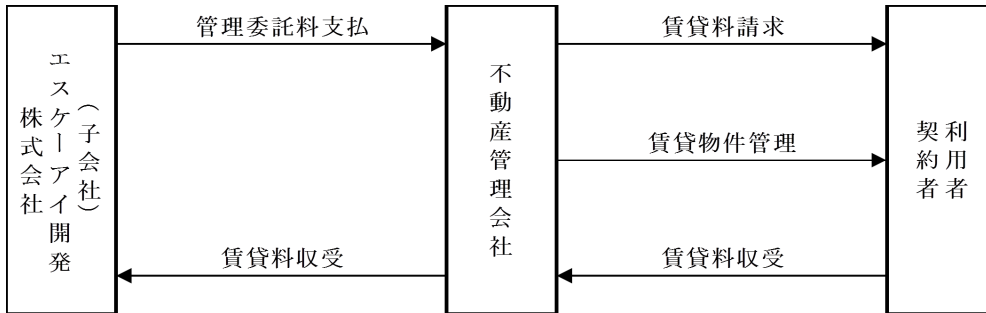 (子会社)
エスケーアイ開発
株式会社
管理委託料支払
賃貸料収受
不動産管理会社
賃貸料請求
賃貸物件管理
賃貸料収受
利用者
契約者